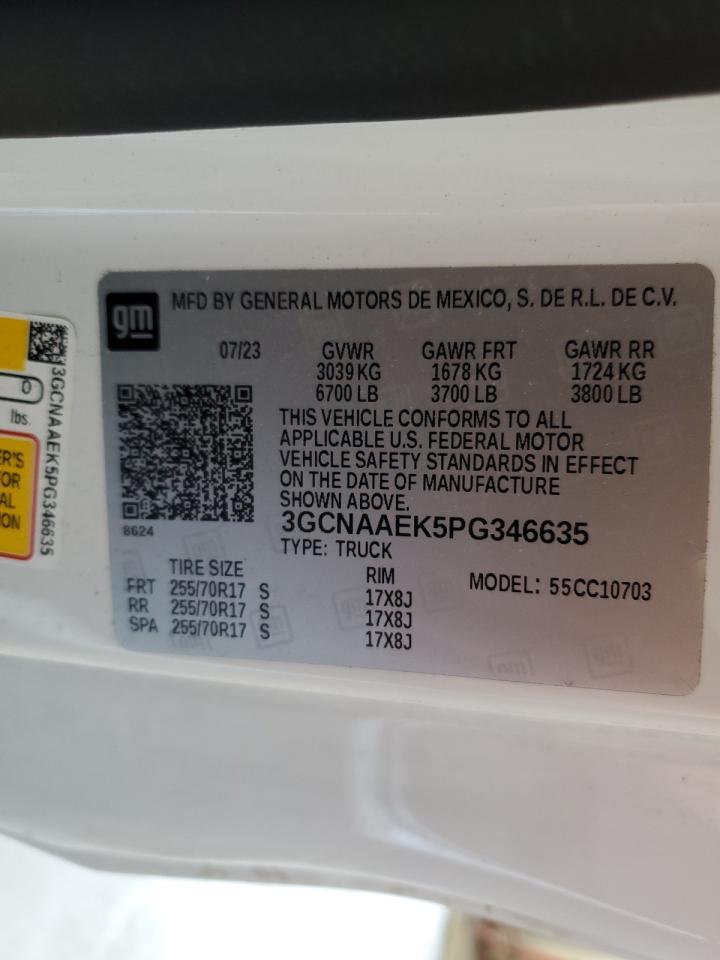 gm
MFD BY GENERAL MOTORS DE MEXICO, S. DE R.L. DE C.V.
07/23 GVWR GAWR FRT GAWR RR
3039 KG 1678 KG 1724 KG
6700 LB 3700 LB 3800 LB
THIS VEHICLE CONFORMS TO ALL
APPLICABLE U.S. FEDERAL MOTOR
VEHICLE SAFETY STANDARDS IN EFFECT
ON THE DATE OF MANUFACTURE
SHOWN ABOVE.
8624
3GCNAAEK5PG346635
TYPE: TRUCK
TIRE SIZE RIM MODEL: 55CC10703
FRT 255/70R17 S 17X8J
RR 255/70R17 S 17X8J
SPA 255/70R17 S 17X8J
3GCNAAEK5PG346635
lbs.